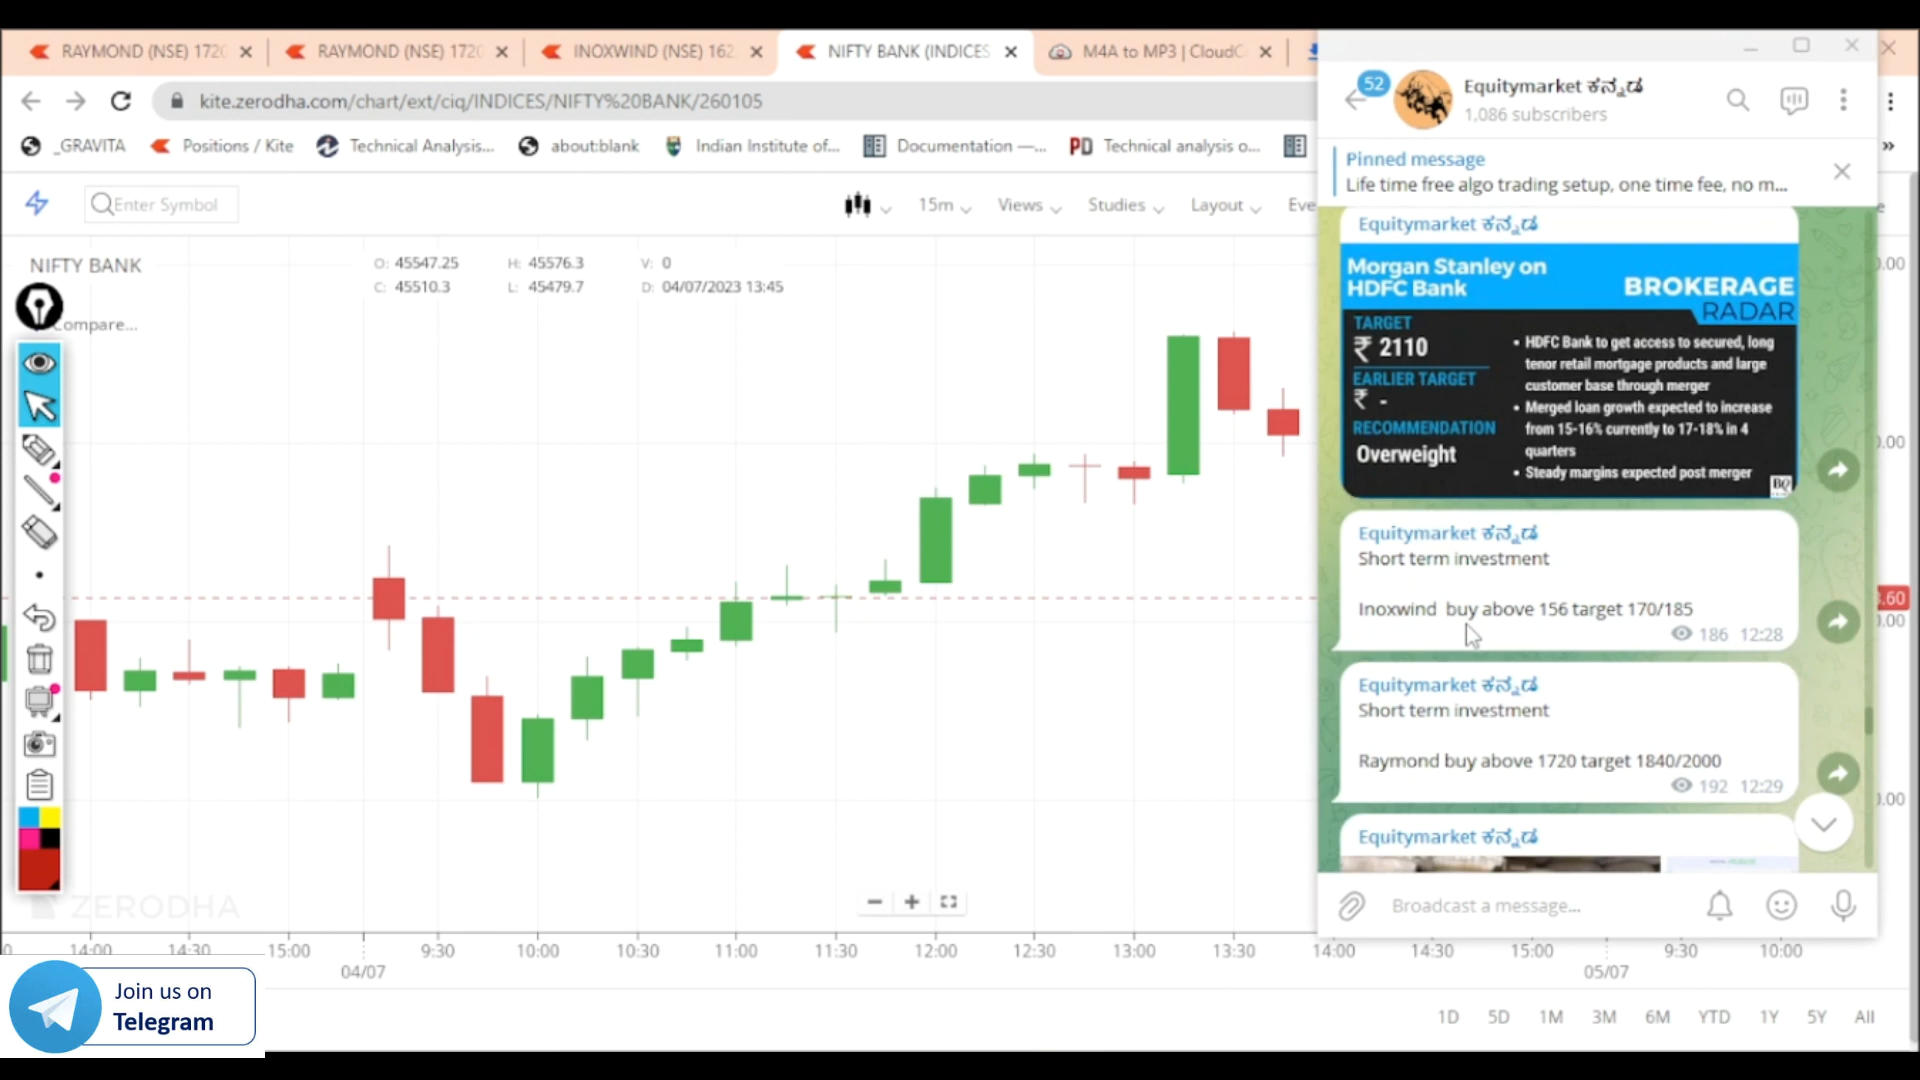 RAYMOND (NSE) 1720
RAYMOND (NSE) 1720
INOXWIND (NSE) 162
NIFTY BANK (INDICES
M4A to MP3 | CloudC
kite.zerodha.com/chart/ext/ciq/INDICES/NIFTY%20BANK/260105
_GRAVITA
Positions / Kite
Technical Analysis...
about:blank
Indian Institute of...
Documentation —...
Technical analysis o...
Enter Symbol
15m
Views
Studies
Layout
Eve
NIFTY BANK
O: 45547.25 H: 45576.3 V: 0
C: 45510.3 L: 45479.7 D: 04/07/2023 13:45
Compare...
ZERODHA
14:00 14:30 15:00 9:30 10:00 10:30 11:00 11:30 12:00 12:30 13:00 13:30 14:00 14:30 15:00 9:30 10:00
04/07 05/07
1D 5D 1M 3M 6M YTD 1Y 5Y All
Join us on
Telegram
52
Equitymarket ಕನ್ನಡ
1,086 subscribers
Pinned message
Life time free algo trading setup, one time fee, no m...
Equitymarket ಕನ್ನಡ
Morgan Stanley on
HDFC Bank
BROKERAGE
RADAR
TARGET
₹ 2110
EARLIER TARGET
₹ -
RECOMMENDATION
Overweight
• HDFC Bank to get access to secured, long
tenor retail mortgage products and large
customer base through merger
• Merged loan growth expected to increase
from 15-16% currently to 17-18% in 4
quarters
• Steady margins expected post merger
BQ
Equitymarket ಕನ್ನಡ
Short term investment
Inoxwind buy above 156 target 170/185
186 12:28
Equitymarket ಕನ್ನಡ
Short term investment
Raymond buy above 1720 target 1840/2000
192 12:29
Equitymarket ಕನ್ನಡ
Broadcast a message...